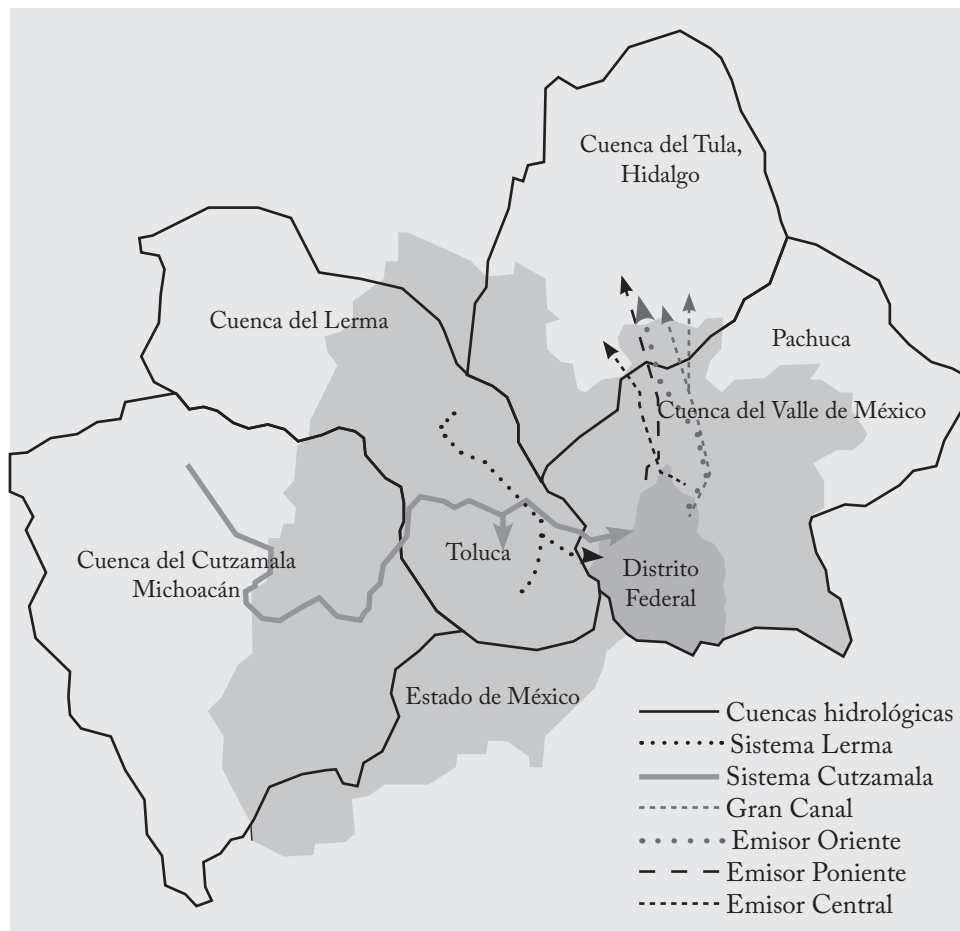 Cuenca del Tula,
Hidalgo
Cuenca del Lerma
Pachuca
Cuenca del Valle de México
Toluca
Cuenca del Cutzamala
Michoacán
Distrito
Federal
Estado de México
Cuencas hidrológicas
Sistema Lerma
Sistema Cutzamala
Gran Canal
Emisor Oriente
Emisor Poniente
Emisor Central